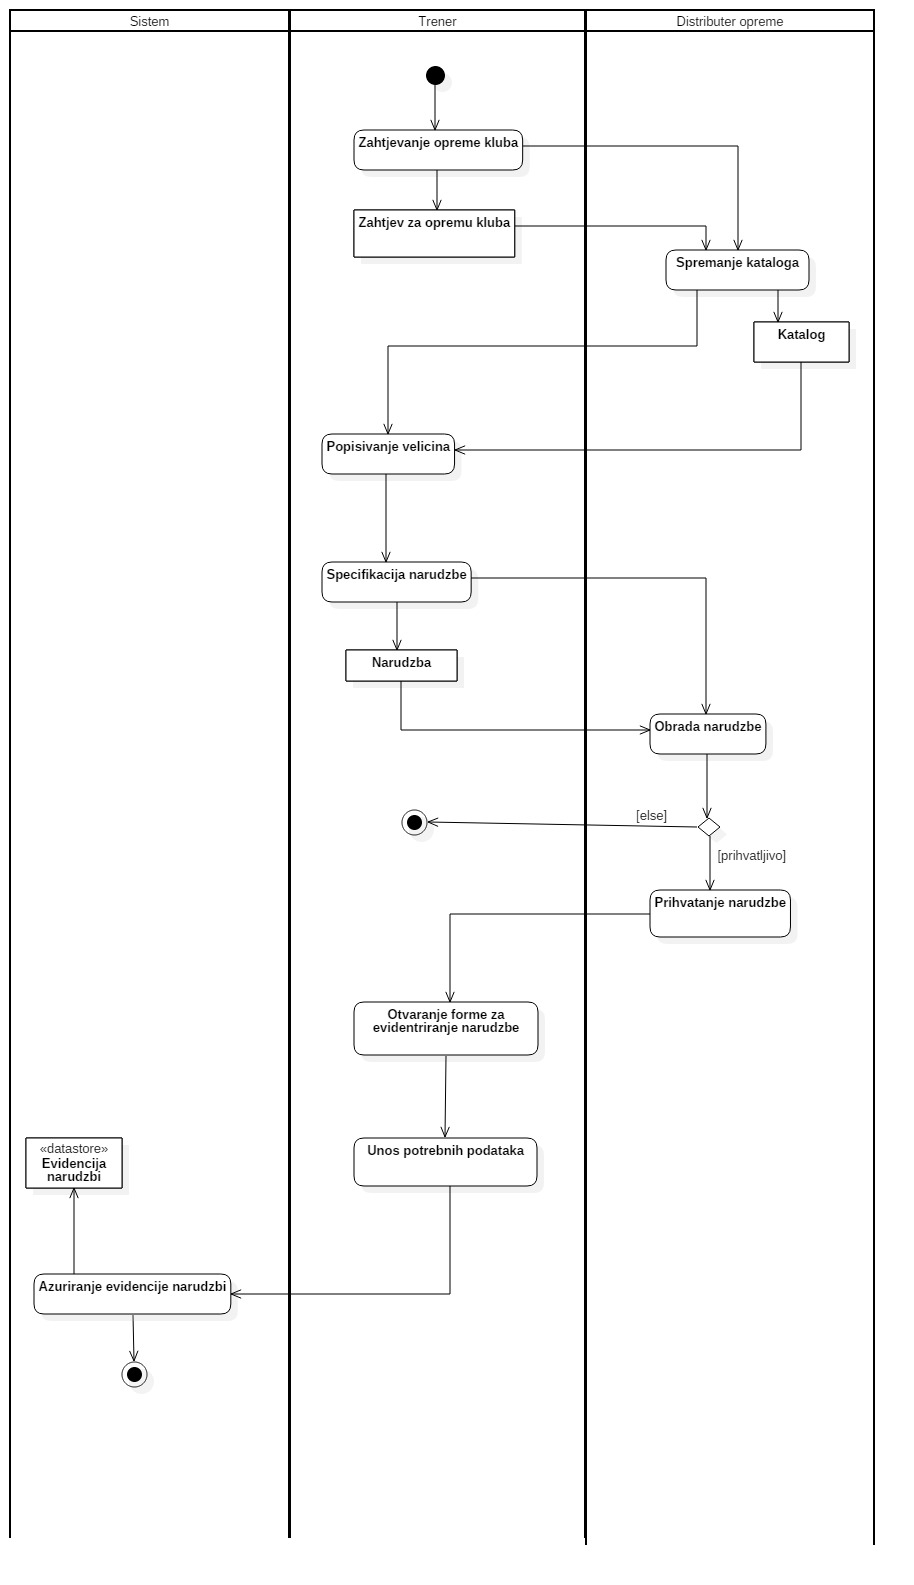 Sistem
Trener
Distributer opreme
Zahtjevanje opreme kluba
Zahtjev za opremu kluba
Spremanje kataloga
Katalog
Popisivanje velicina
Specifikacija narudzbe
Narudzba
Obrada narudzbe
[else]
[prihvatljivo]
Prihvatanje narudzbe
Otvaranje forme za
evidentriranje narudzbe
«datastore»
Evidencija
narudzbi
Unos potrebnih podataka
Azuriranje evidencije narudzbi